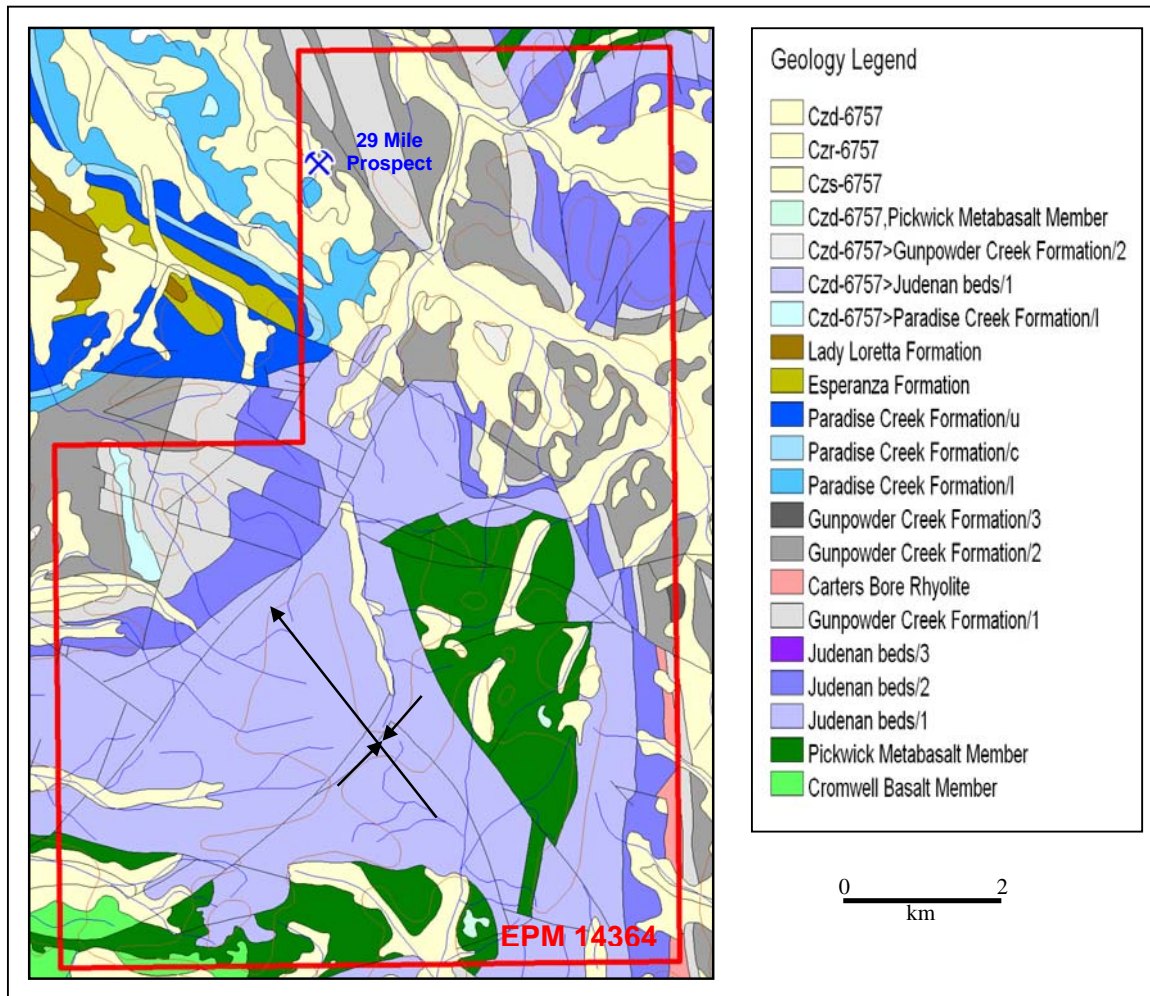 29 Mile
Prospect
EPM 14364
Geology Legend
Czd-6757
Czr-6757
Czs-6757
Czd-6757,Pickwick Metabasalt Member
Czd-6757>Gunpowder Creek Formation/2
Czd-6757>Judenan beds/1
Czd-6757>Paradise Creek Formation/l
Lady Loretta Formation
Esperanza Formation
Paradise Creek Formation/u
Paradise Creek Formation/c
Paradise Creek Formation/l
Gunpowder Creek Formation/3
Gunpowder Creek Formation/2
Carters Bore Rhyolite
Gunpowder Creek Formation/1
Judenan beds/3
Judenan beds/2
Judenan beds/1
Pickwick Metabasalt Member
Cromwell Basalt Member
0 2
km